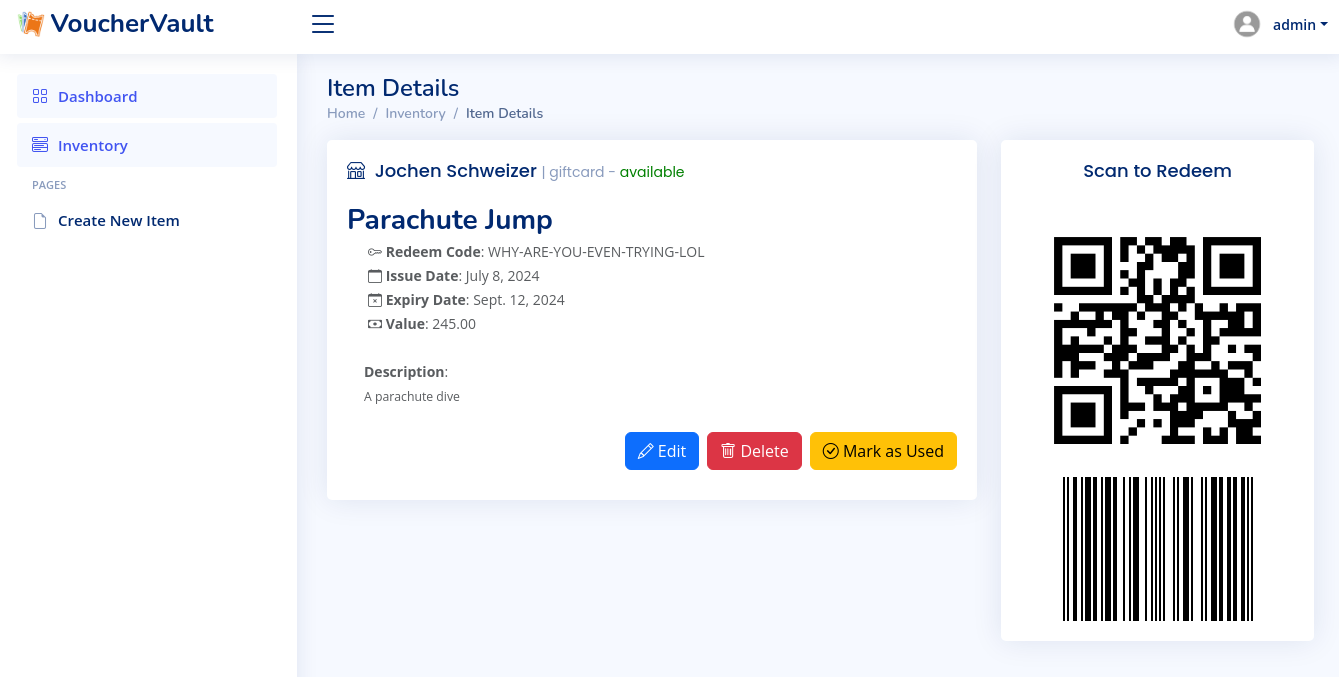 VoucherVault
admin
Dashboard
Inventory
PAGES
Create New Item
Item Details
Home / Inventory / Item Details
Jochen Schweizer | giftcard - available
Parachute Jump
Redeem Code: WHY-ARE-YOU-EVEN-TRYING-LOL
Issue Date: July 8, 2024
Expiry Date: Sept. 12, 2024
Value: 245.00
Description:
A parachute dive
Edit
Delete
Mark as Used
Scan to Redeem